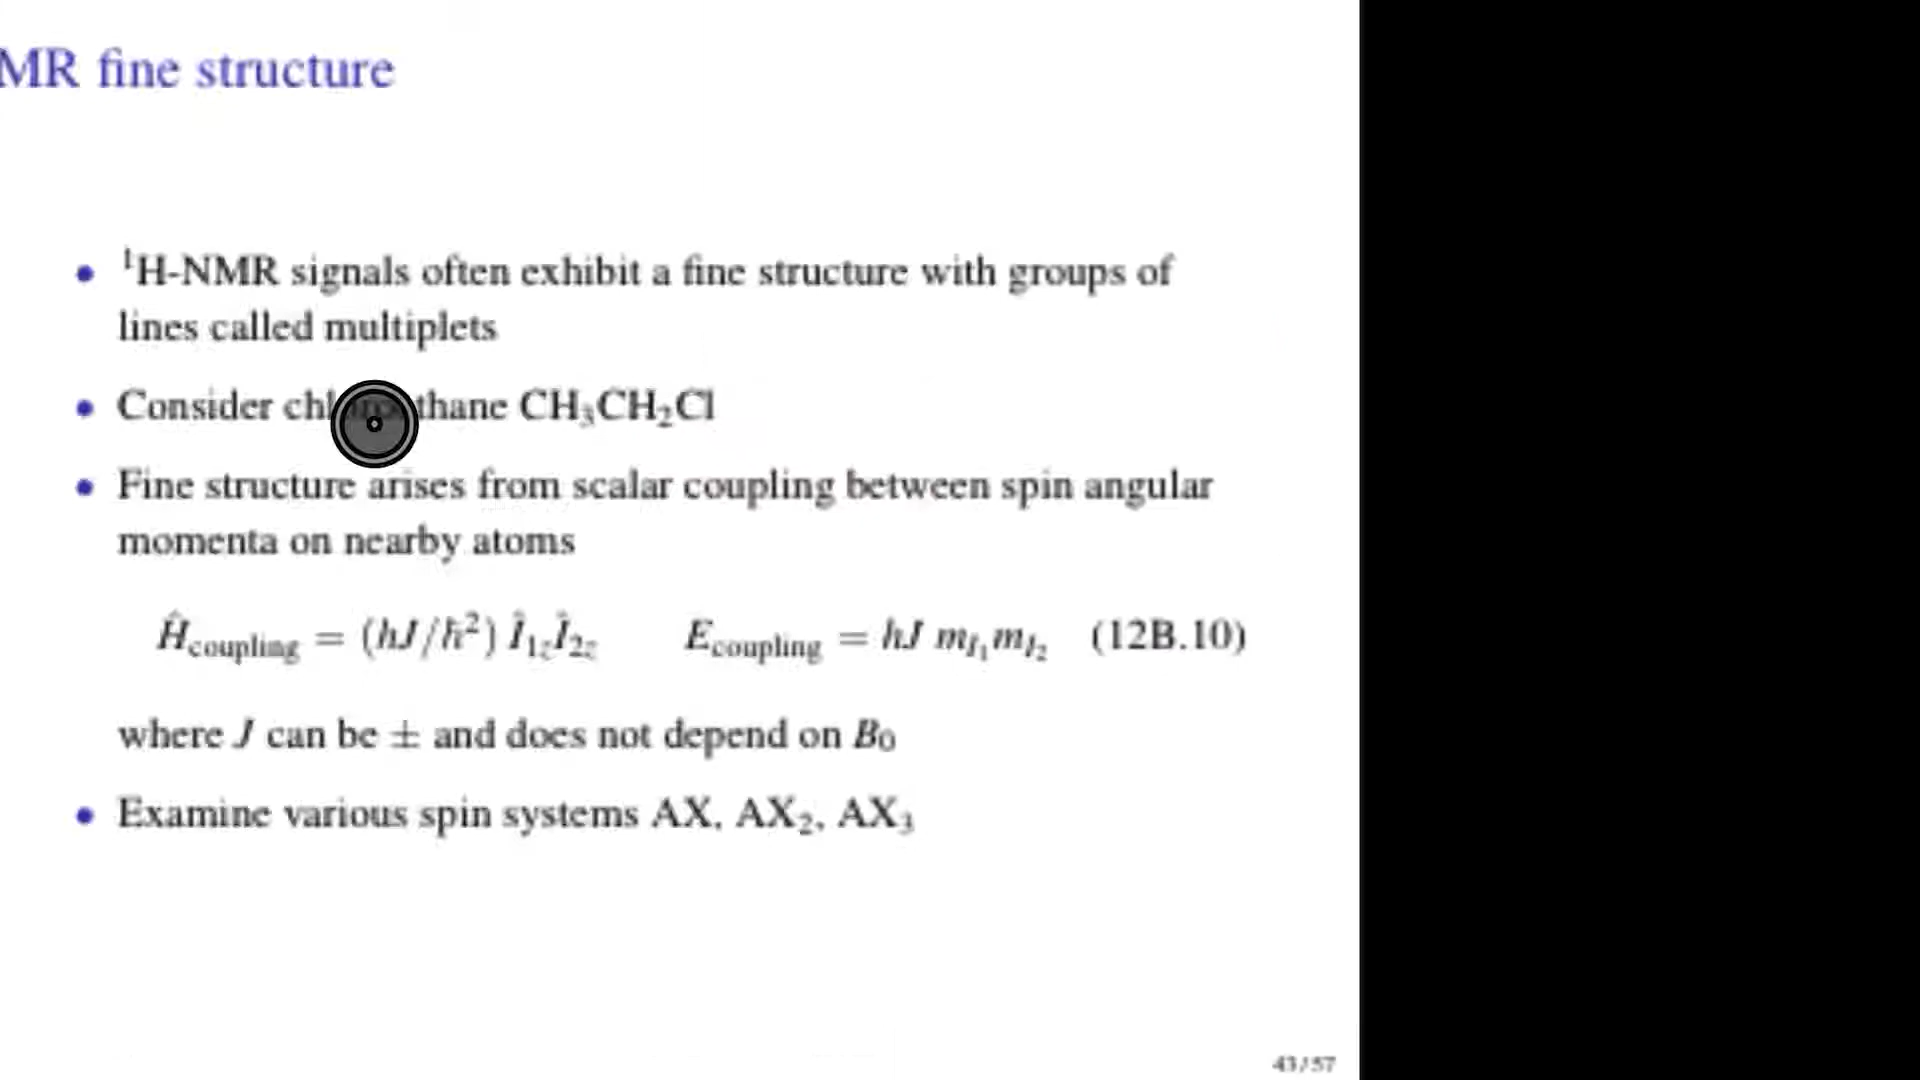 MR fine structure
• ¹H-NMR signals often exhibit a fine structure with groups of
lines called multiplets
• Consider CH₃CH₂Cl
• Fine structure arises from scalar coupling between spin angular
momenta on nearby atoms
Ĥcoupling = (hJ/ħ²) Î₁zÎ₂z Ecoupling = hJ mI₁mI₂ (12B.10)
where J can be ± and does not depend on B₀
• Examine various spin systems AX, AX₂, AX₃
43/57